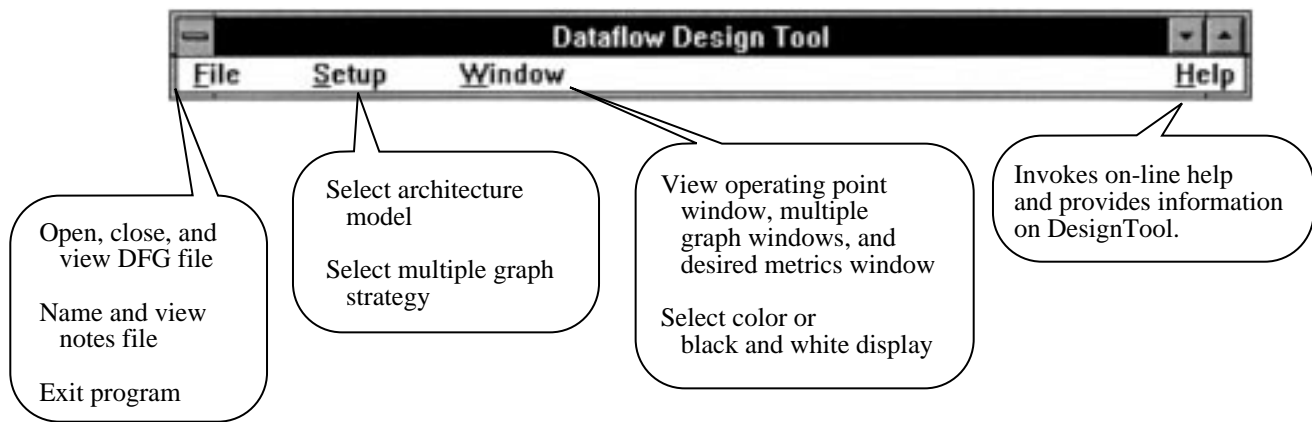 Dataflow Design Tool
File Setup Window Help
Open, close, and
view DFG file
Name and view
notes file
Exit program
Select architecture
model
Select multiple graph
strategy
View operating point
window, multiple
graph windows, and
desired metrics window
Select color or
black and white display
Invokes on-line help
and provides information
on DesignTool.